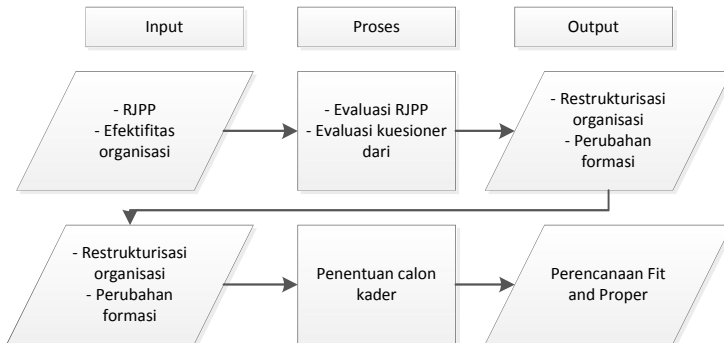 Input
Proses
Output
- RJPP
- Efektifitas
organisasi
- Evaluasi RJPP
- Evaluasi kuesioner
dari
- Restrukturisasi
organisasi
- Perubahan
formasi
- Restrukturisasi
organisasi
- Perubahan
formasi
Penentuan calon
kader
Perencanaan Fit
and Proper